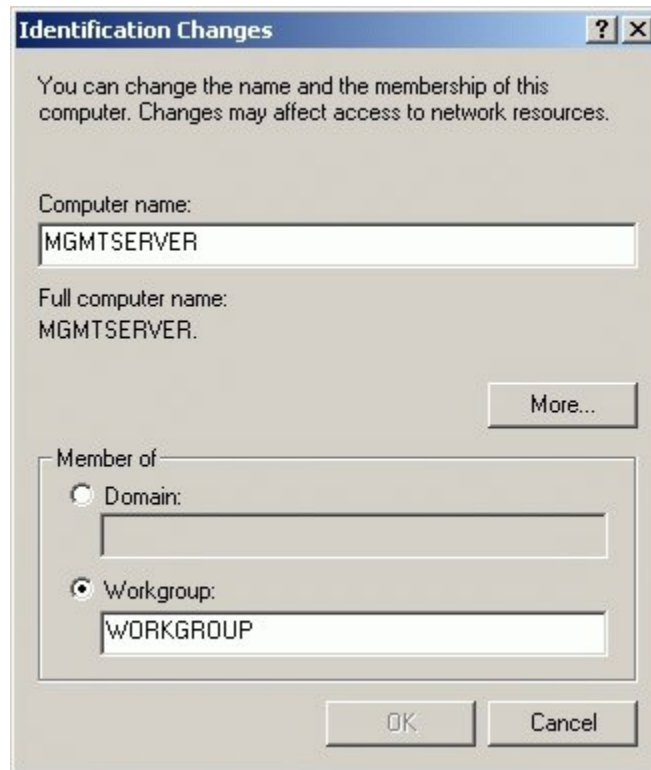 Identification Changes
You can change the name and the membership of this
computer. Changes may affect access to network resources.
Computer name:
MGMTSERVER
Full computer name:
MGMTSERVER.
More...
Member of
Domain:
Workgroup:
WORKGROUP
OK
Cancel